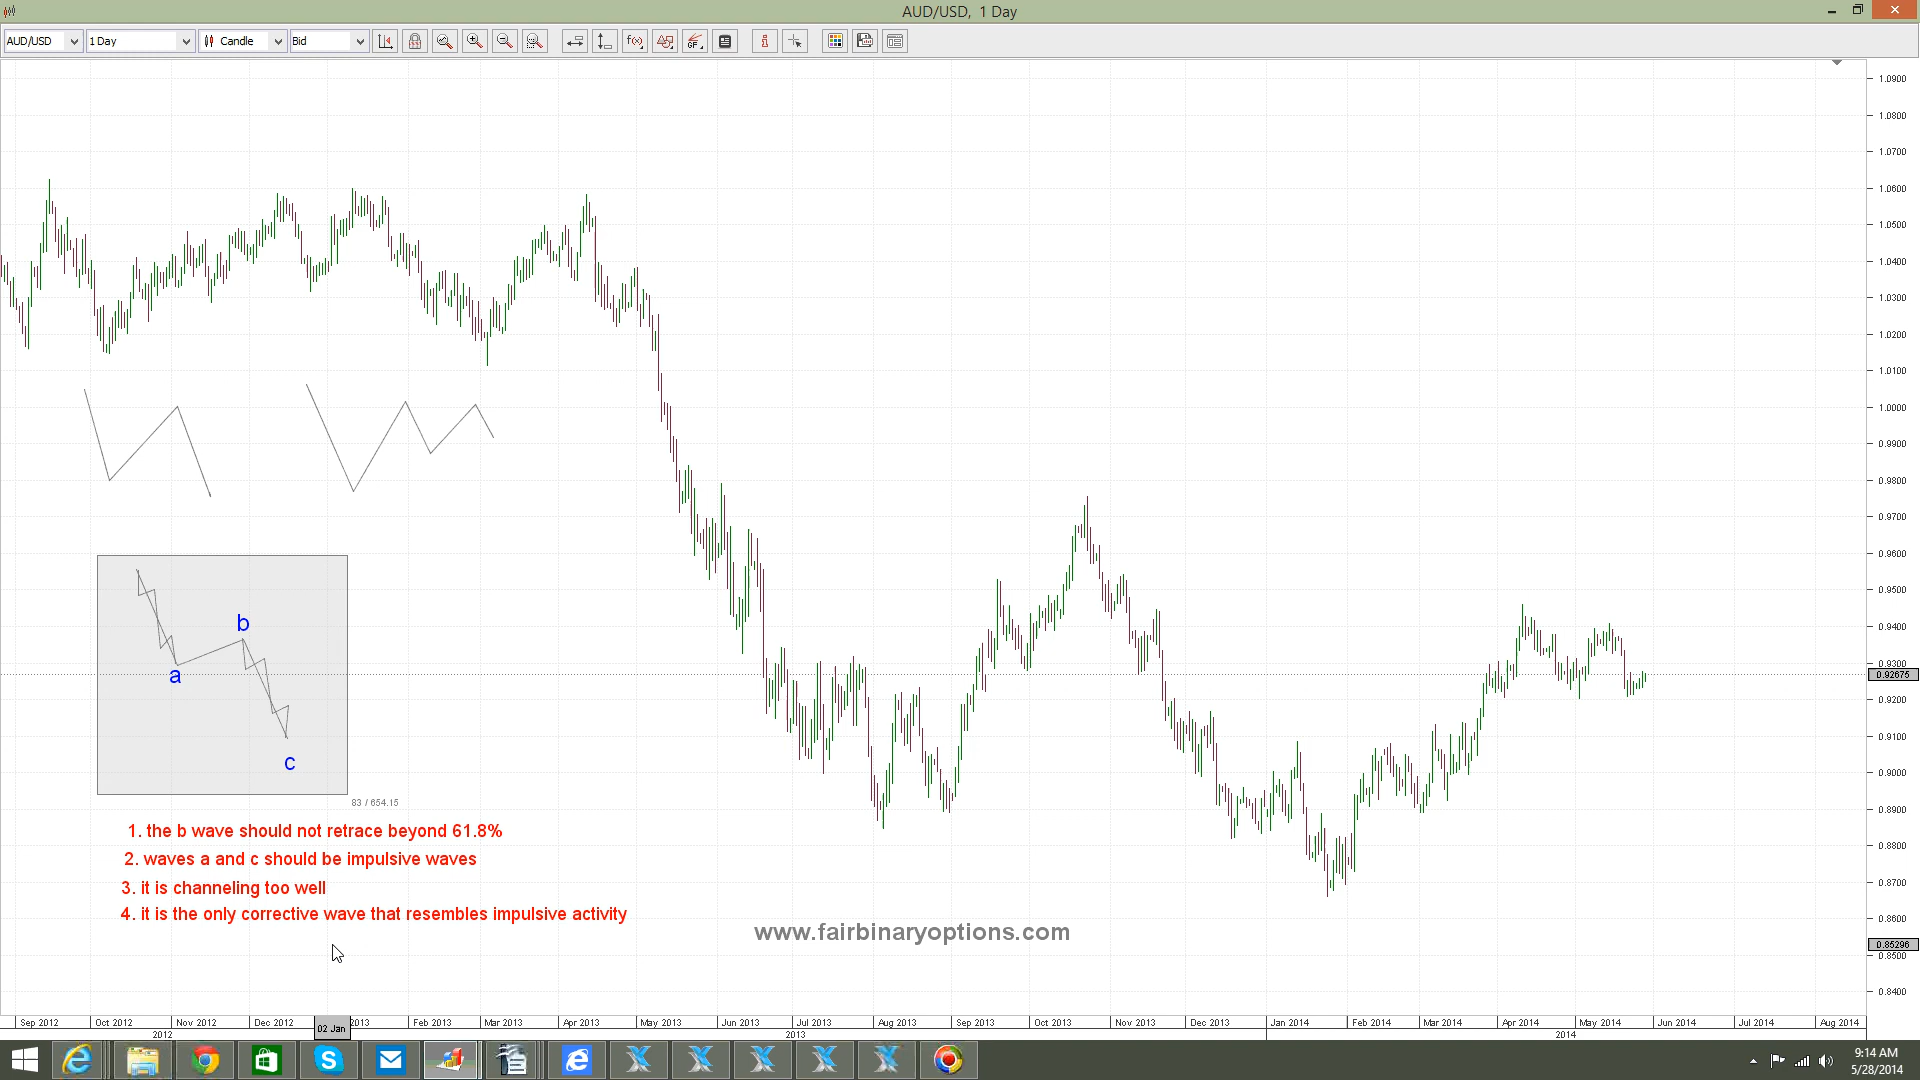 AUD/USD, 1 Day
AUD/USD 1 Day Candle Bid
1.0900
1.0800
1.0700
1.0600
1.0500
1.0400
1.0300
1.0200
1.0100
1.0000
0.9900
0.9800
0.9700
0.9600
0.9500
0.9400
0.9300
0.92675
0.9200
0.9100
0.9000
0.8900
0.8800
0.8700
0.8600
0.85296
0.8500
0.8400
b
a
c
83 / 654.15
1. the b wave should not retrace beyond 61.8%
2. waves a and c should be impulsive waves
3. it is channeling too well
4. it is the only corrective wave that resembles impulsive activity
www.fairbinaryoptions.com
Sep 2012 Oct 2012 Nov 2012 Dec 2012 02 Jan 2013 Feb 2013 Mar 2013 Apr 2013 May 2013 Jun 2013 Jul 2013 Aug 2013 Sep 2013 Oct 2013 Nov 2013 Dec 2013 Jan 2014 Feb 2014 Mar 2014 Apr 2014 May 2014 Jun 2014 Jul 2014 Aug 2014
2012 2013 2014
9:14 AM
5/28/2014